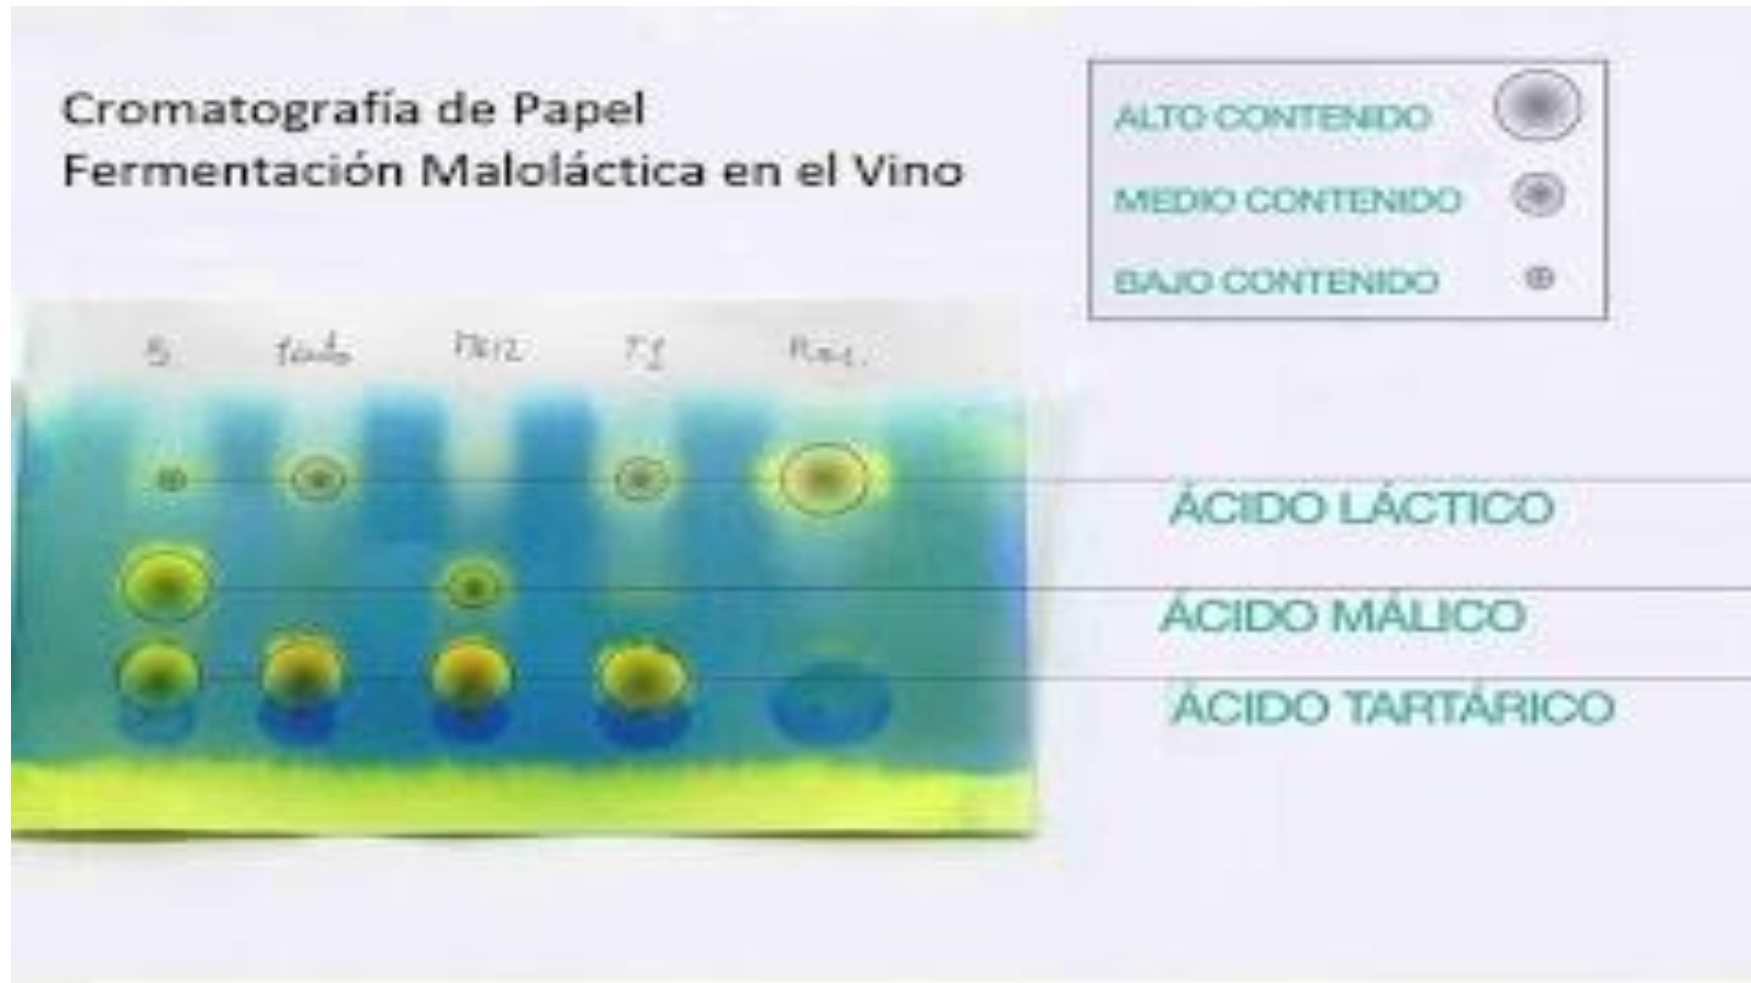 Cromatografía de Papel
Fermentación Maloláctica en el Vino
ALTO CONTENIDO
MEDIO CONTENIDO
BAJO CONTENIDO
ÁCIDO LÁCTICO
ÁCIDO MÁLICO
ÁCIDO TARTÁRICO